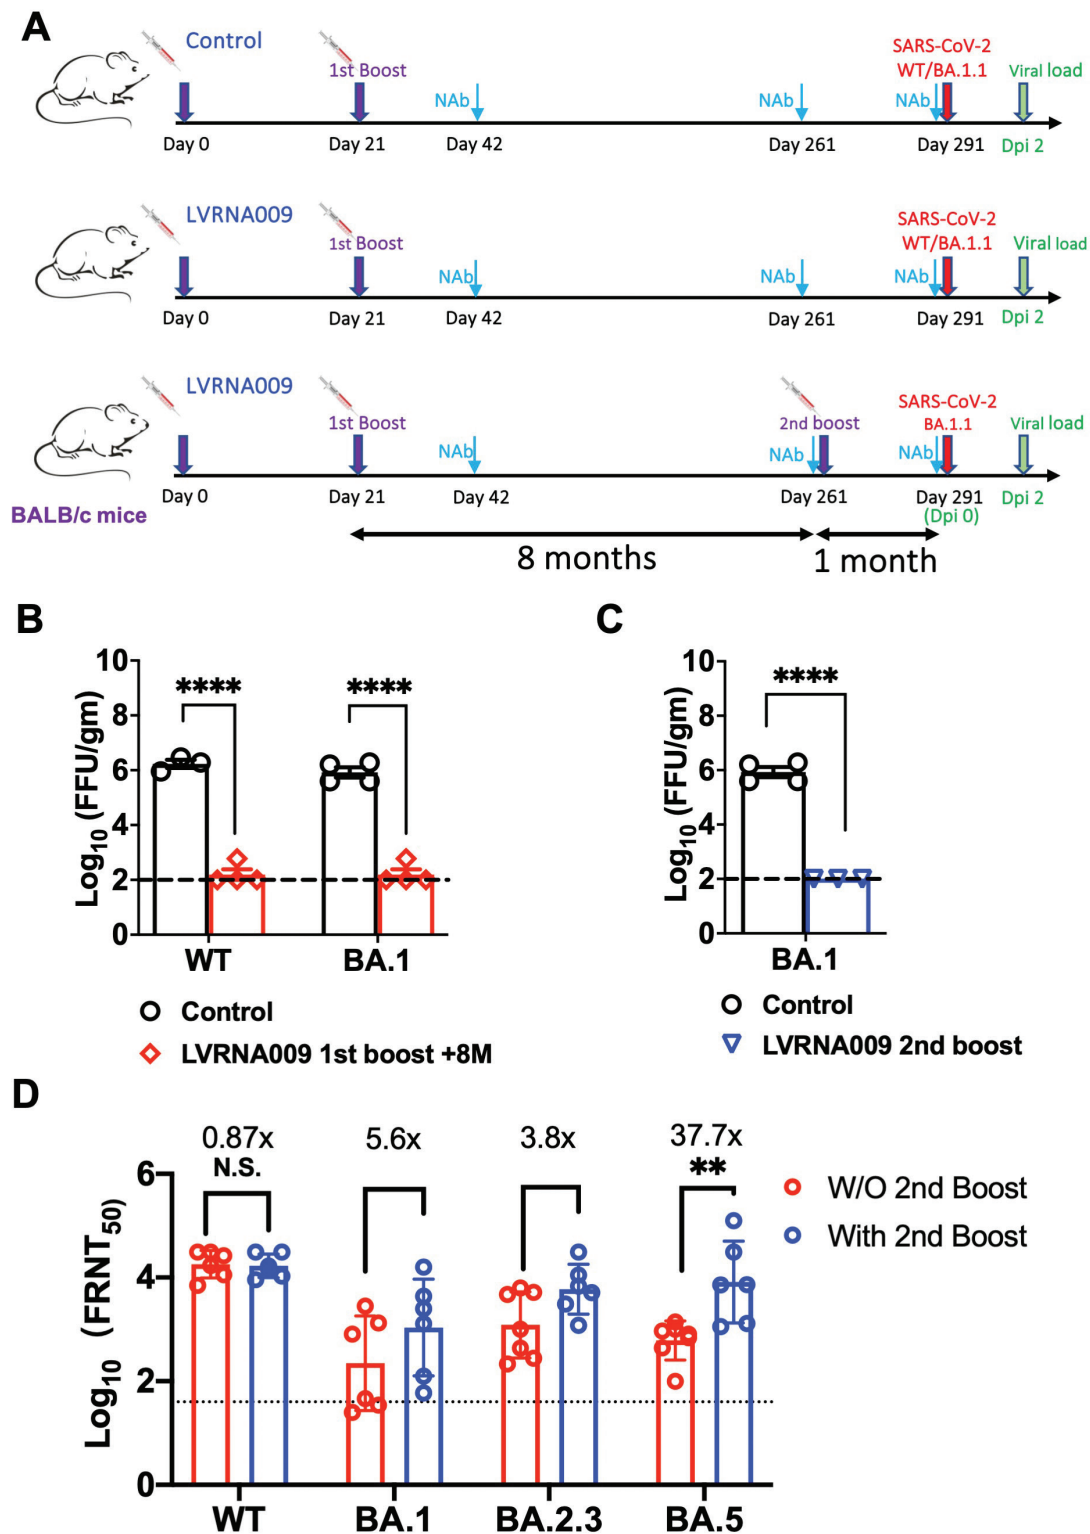 A
Control
1st Boost
NAb
NAb
SARS-CoV-2
WT/BA.1.1
NAb
Viral load
Day 0
Day 21
Day 42
Day 261
Day 291
Dpi 2
LVRNA009
1st Boost
NAb
NAb
SARS-CoV-2
WT/BA.1.1
NAb
Viral load
Day 0
Day 21
Day 42
Day 261
Day 291
Dpi 2
LVRNA009
1st Boost
NAb
2nd boost
NAb
SARS-CoV-2
BA.1.1
NAb
Viral load
Day 0
Day 21
Day 42
Day 261
Day 291
(Dpi 0)
Dpi 2
BALB/c mice
8 months
1 month
B
Log10 (FFU/gm)
10
8
6
4
2
0
****
****
WT
BA.1
Control
LVRNA009 1st boost +8M
C
Log10 (FFU/gm)
10
8
6
4
2
0
****
BA.1
Control
LVRNA009 2nd boost
D
Log10 (FRNT50)
6
4
2
0
0.87x
N.S.
5.6x
3.8x
37.7x
**
WT
BA.1
BA.2.3
BA.5
W/O 2nd Boost
With 2nd Boost